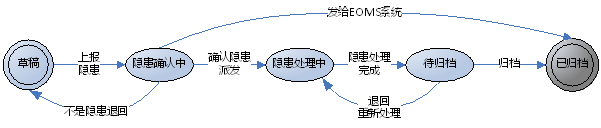 发给EOMS系统
草稿
上报
隐患
隐患确认中
确认隐患
派发
隐患处理中
隐患处理
完成
待归档
归档
已归档
不是隐患退回
退回
重新处理